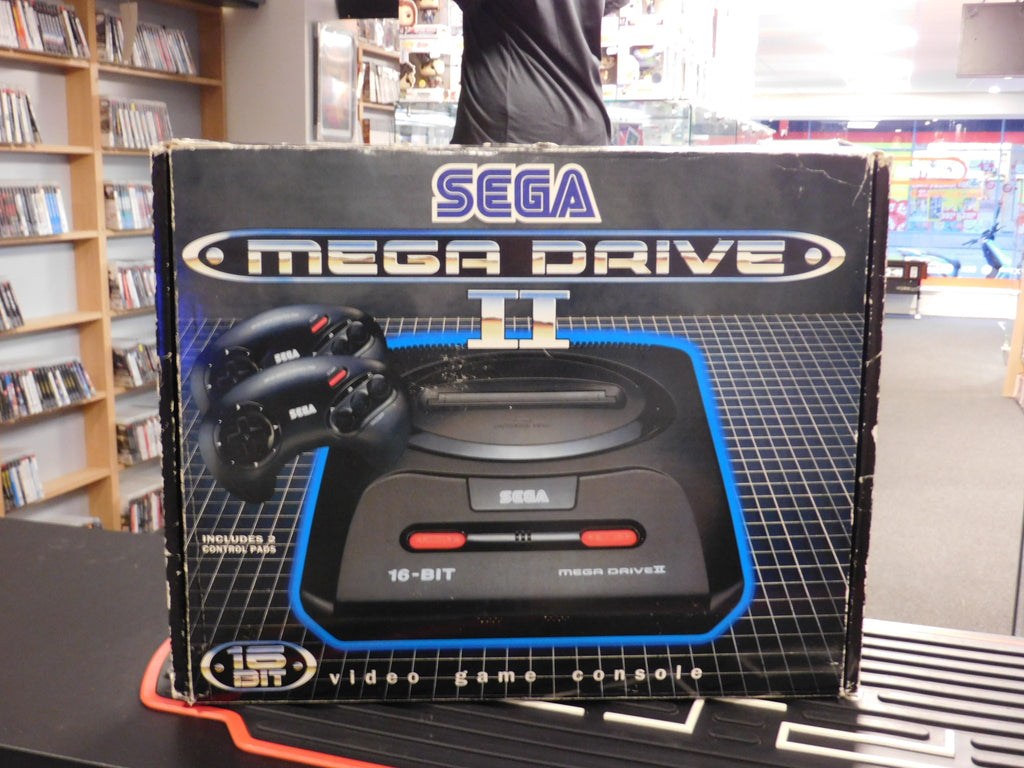 SEGA
MEGA DRIVE
II
SEGA
SEGA
SEGA
INCLUDES 2
CONTROL PADS
16-BIT
MEGA DRIVE II
16
BIT
video game console